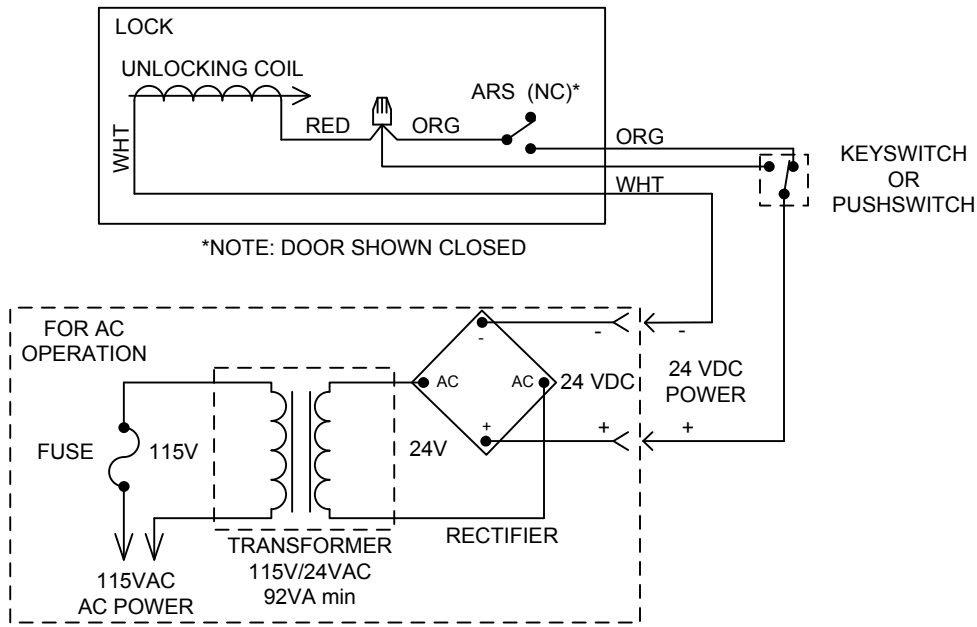 LOCK
UNLOCKING COIL
ARS (NC)*
RED
ORG
ORG
WHT
WHT
KEYSWITCH
OR
PUSHSWITCH
*NOTE: DOOR SHOWN CLOSED
FOR AC
OPERATION
-
-
-
AC
AC
24 VDC
24 VDC
POWER
+
+
+
FUSE
115V
24V
RECTIFIER
TRANSFORMER
115V/24VAC
92VA min
115VAC
AC POWER